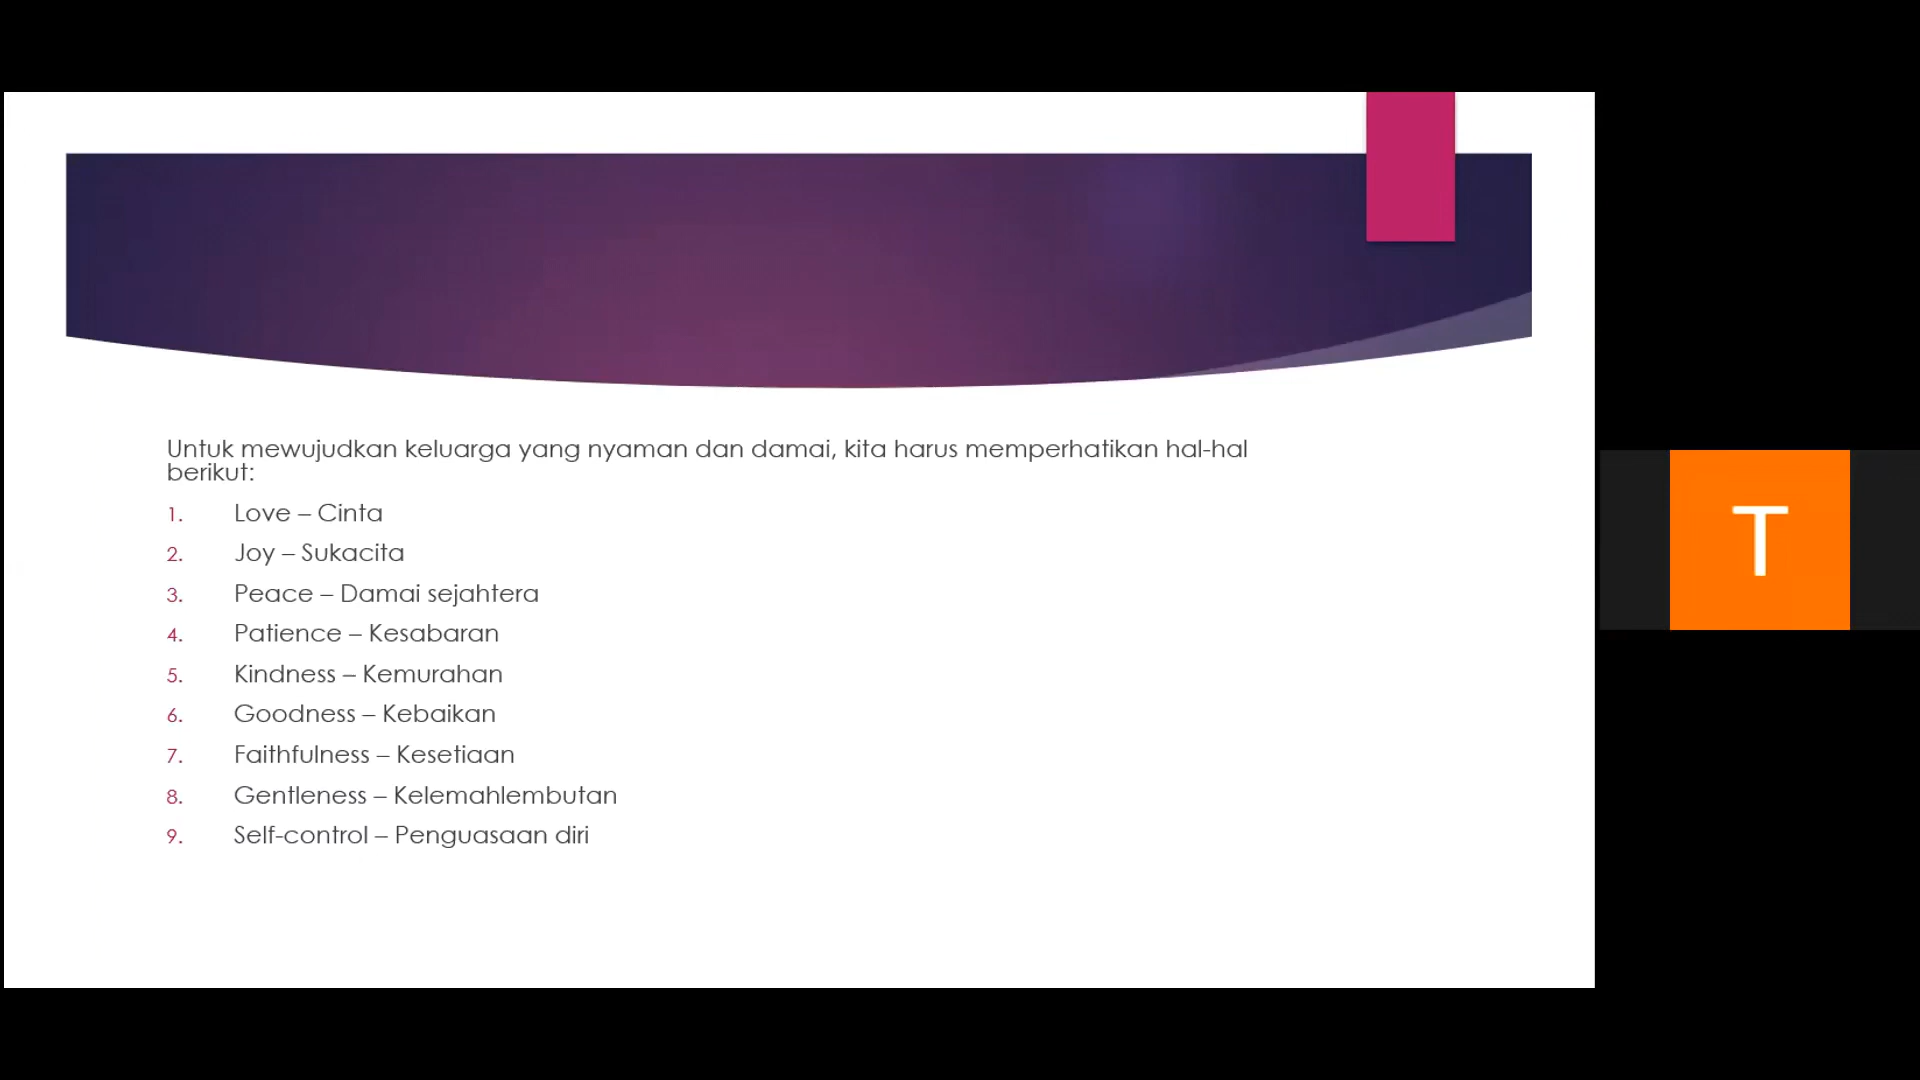 Untuk mewujudkan keluarga yang nyaman dan damai, kita harus memperhatikan hal-hal
berikut:
1. Love – Cinta
2. Joy – Sukacita
3. Peace – Damai sejahtera
4. Patience – Kesabaran
5. Kindness – Kemurahan
6. Goodness – Kebaikan
7. Faithfulness – Kesetiaan
8. Gentleness – Kelemahlembutan
9. Self-control – Penguasaan diri
T